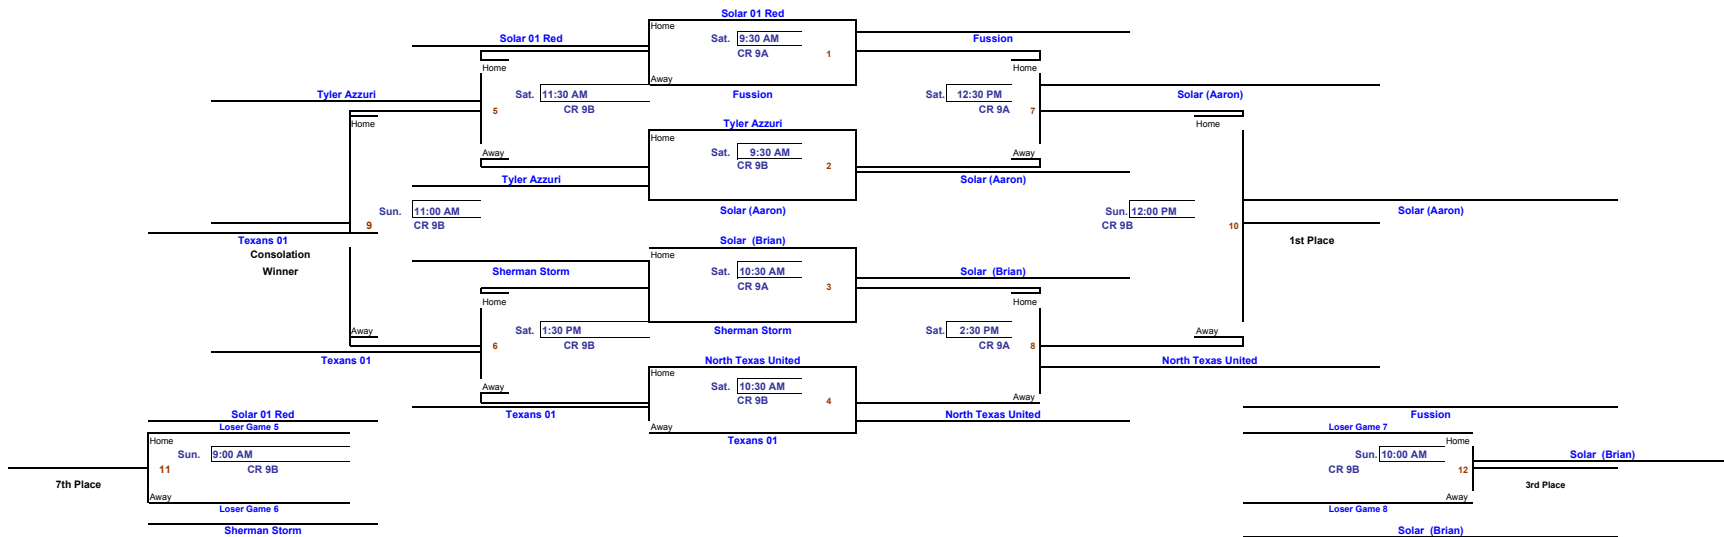 Solar 01 Red
Home
Solar 01 Red
Sat. 9:30 AM
Fussion
CR 9A 1
Home
Home
Away
Tyler Azzuri
Sat. 11:30 AM
Fussion
Sat. 12:30 PM
Solar (Aaron)
5
CR 9B
CR 9A 7
Home
Tyler Azzuri
Home
Home
Away
Sat. 9:30 AM
Away
CR 9B 2
Tyler Azzuri
Solar (Aaron)
Sun. 11:00 AM
Solar (Aaron)
Sun. 12:00 PM
Solar (Aaron)
9 CR 9B
CR 9B 10
Texans 01
Solar (Brian)
1st Place
Consolation
Home
Winner
Sherman Storm
Sat. 10:30 AM
Solar (Brian)
CR 9A 3
Home
Home
Away
Sat. 1:30 PM
Sherman Storm
Sat. 2:30 PM
Away
6
CR 9B
CR 9A 8
Texans 01
North Texas United
North Texas United
Home
Away
Sat. 10:30 AM
Away
CR 9B 4
Solar 01 Red
Texans 01
North Texas United
Fussion
Loser Game 5
Away
Loser Game 7
Home
Texans 01
Home
Sun. 9:00 AM
Sun. 10:00 AM
Solar (Brian)
11 CR 9B
CR 9B 12
7th Place
3rd Place
Away
Away
Loser Game 6
Loser Game 8
Sherman Storm
Solar (Brian)